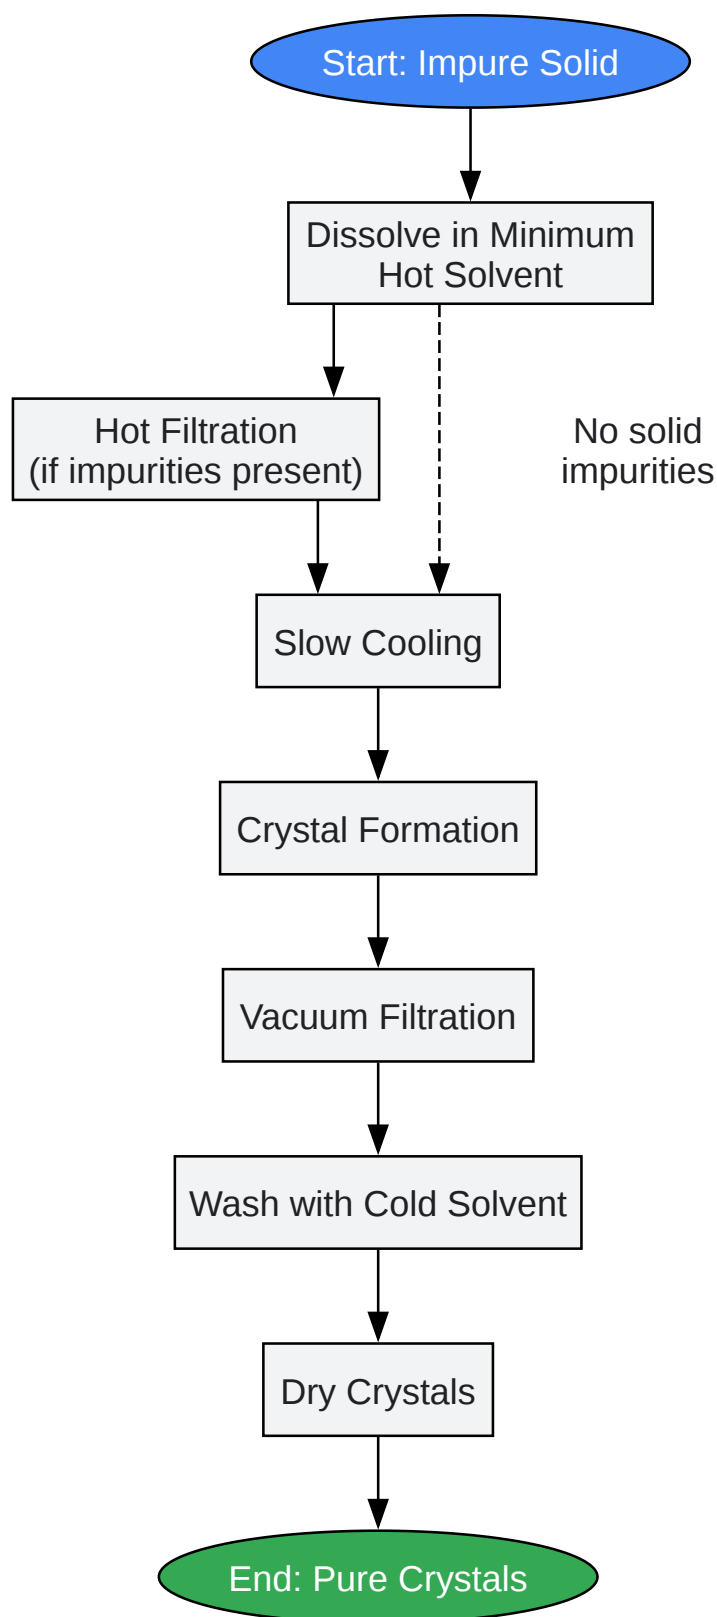 Start: Impure Solid
Dissolve in Minimum
Hot Solvent
Hot Filtration
(if impurities present)
No solid
impurities
Slow Cooling
Crystal Formation
Vacuum Filtration
Wash with Cold Solvent
Dry Crystals
End: Pure Crystals